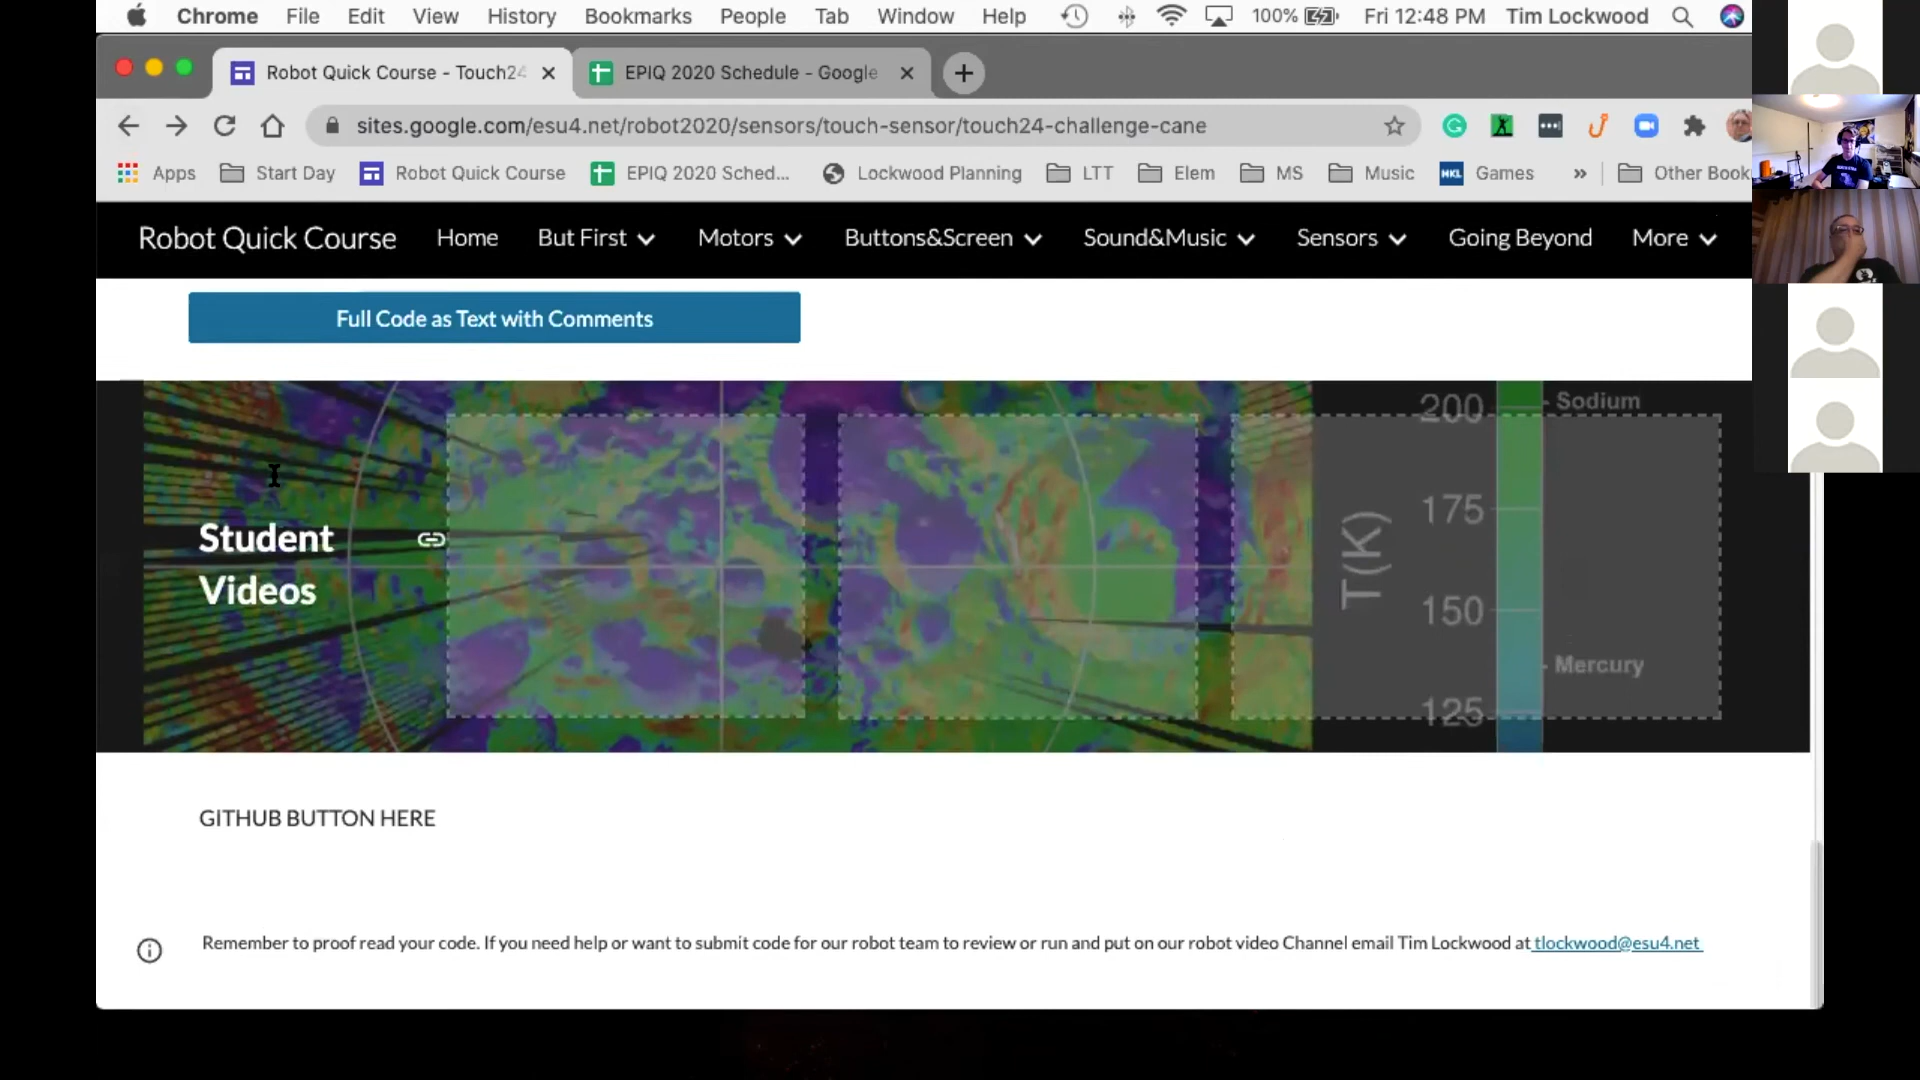 Chrome File Edit View History Bookmarks People Tab Window Help 100% Fri 12:48 PM Tim Lockwood
Robot Quick Course - Touch24 EPIQ 2020 Schedule - Google
sites.google.com/esu4.net/robot2020/sensors/touch-sensor/touch24-challenge-cane
Apps Start Day Robot Quick Course EPIQ 2020 Sched... Lockwood Planning LTT Elem MS Music Games » Other Book
Robot Quick Course Home But First Motors Buttons&Screen Sound&Music Sensors Going Beyond More
Full Code as Text with Comments
200 Sodium
175
T(K)
Student
Videos
150
Mercury
125
GITHUB BUTTON HERE
Remember to proof read your code. If you need help or want to submit code for our robot team to review or run and put on our robot video Channel email Tim Lockwood at tlockwood@esu4.net